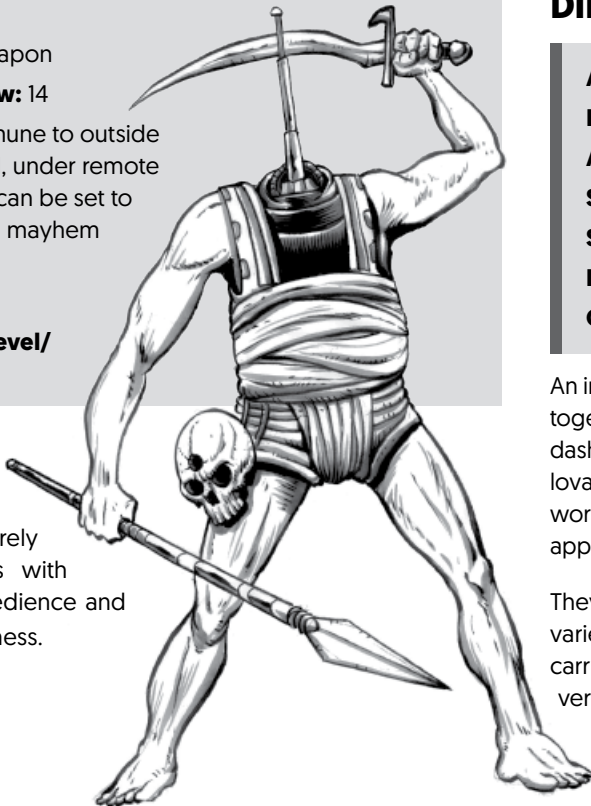 eapon
w: 14
mune to outside
, under remote
can be set to
mayhem
evel/
rely
s with
edience and
ness.
DI
An i
toge
dash
lova
wor
app
They
varie
carr
ver